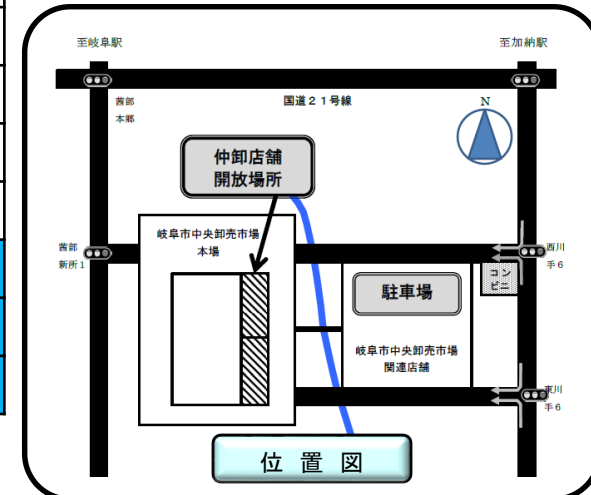 至岐阜駅
至加納駅
茜部
本郷
国道２１号線
N
仲卸店舗
開放場所
岐阜市中央卸売市場
本場
茜部
新所1
西川
手6
コン
ビニ
駐車場
岐阜市中央卸売市場
関連店舗
東川
手6
位置図